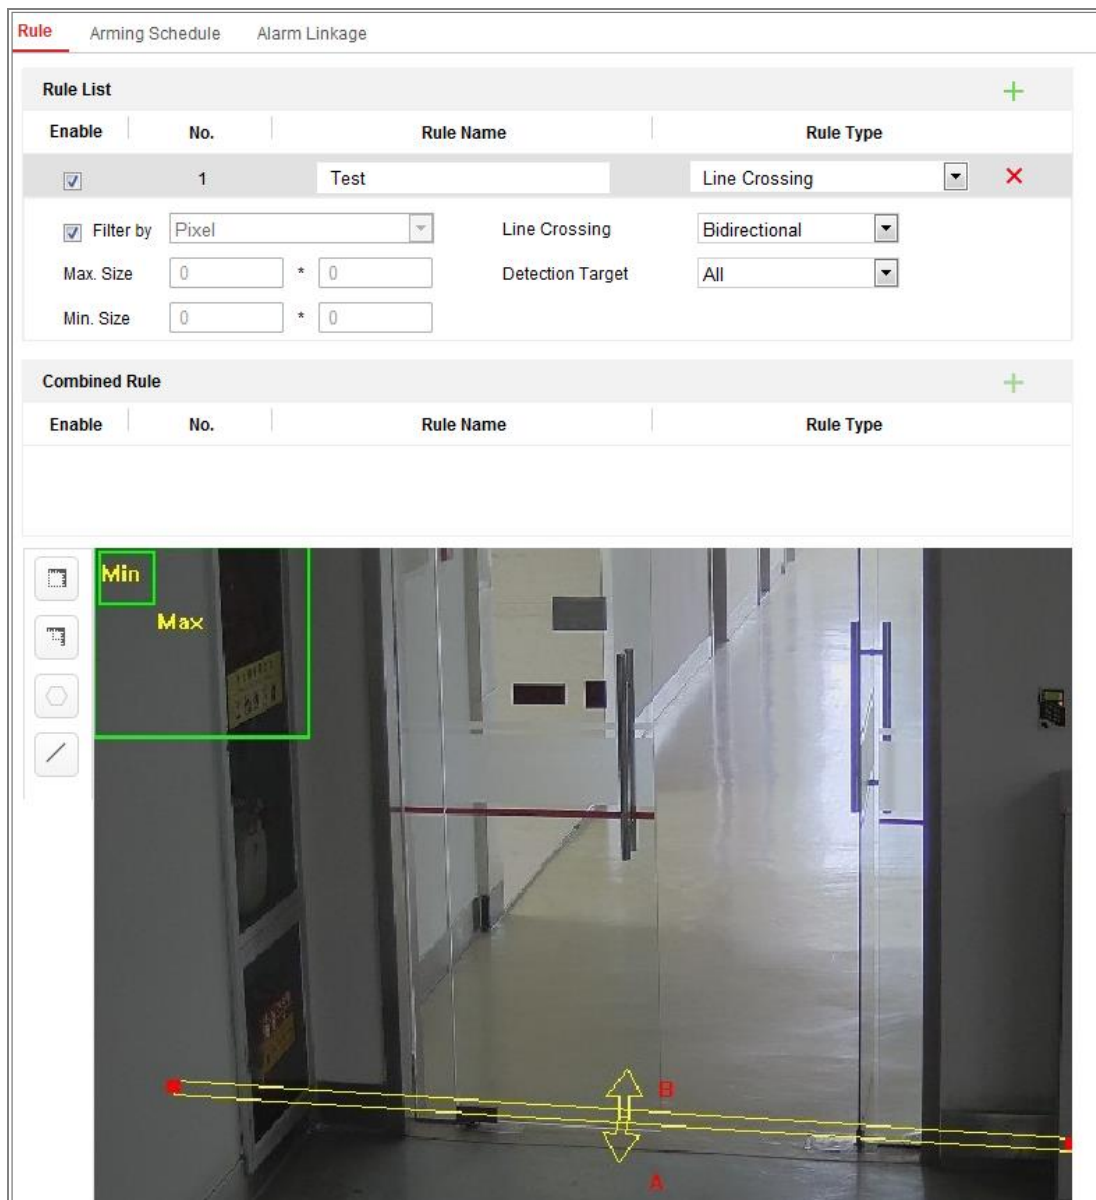 Rule Arming Schedule Alarm Linkage
Rule List
Enable No. Rule Name Rule Type
1 Test Line Crossing
Filter by Pixel Line Crossing Bidirectional
Max. Size 0 * 0 Detection Target All
Min. Size 0 * 0
Combined Rule
Enable No. Rule Name Rule Type
Min
Max
B
A